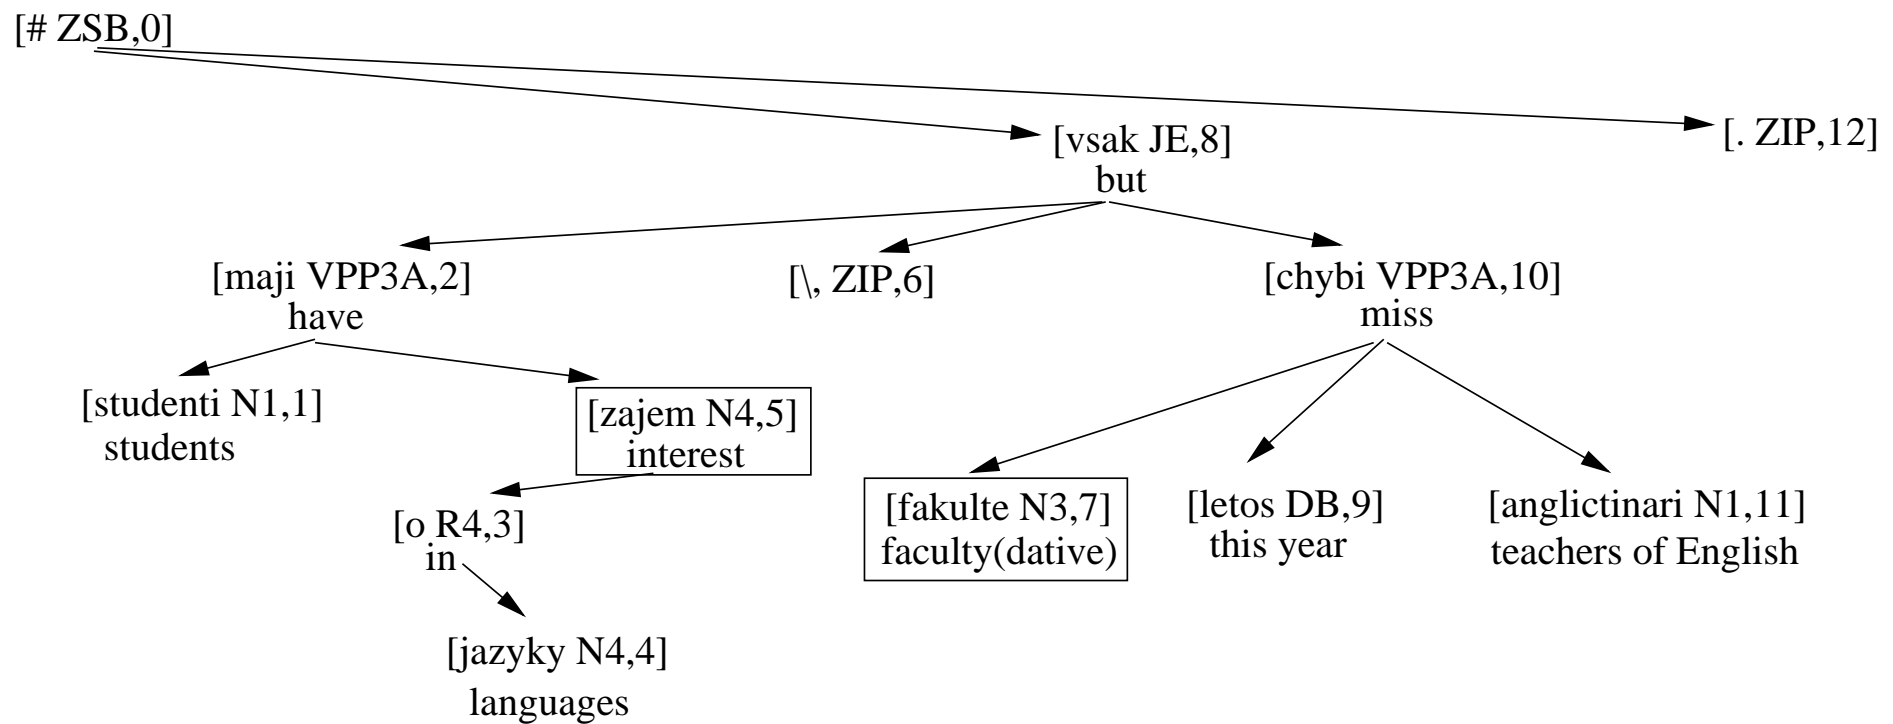 [# ZSB,0]
[vsak JE,8]
but
[. ZIP,12]
[maji VPP3A,2]
have
[\, ZIP,6]
[chybi VPP3A,10]
miss
[studenti N1,1]
students
[zajem N4,5]
interest
[fakulte N3,7]
faculty(dative)
[letos DB,9]
this year
[anglictinari N1,11]
teachers of English
[o R4,3]
in
[jazyky N4,4]
languages